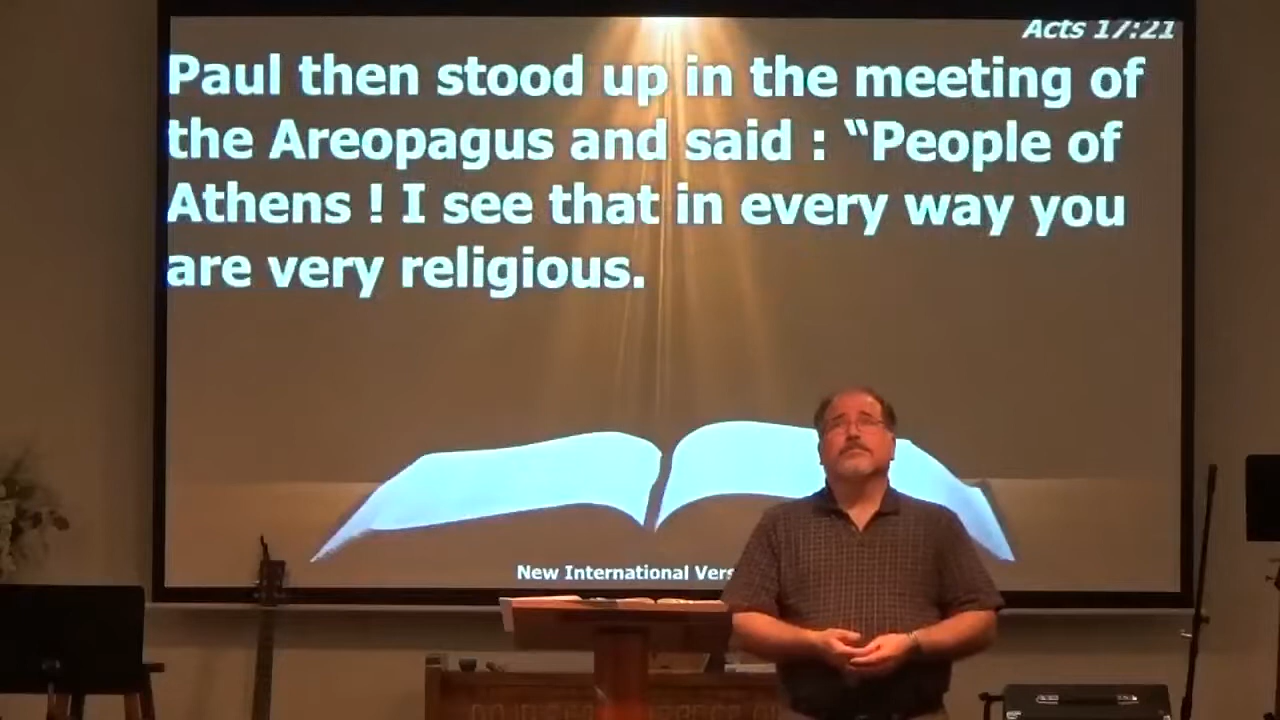 Acts 17:21
Paul then stood up in the meeting of
the Areopagus and said : “People of
Athens ! I see that in every way you
are very religious.
New International Vers